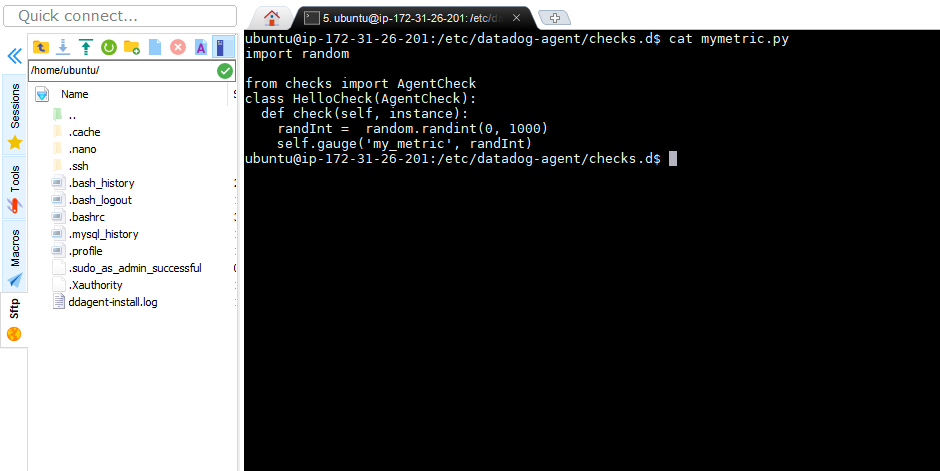 Quick connect...
5. ubuntu@ip-172-31-26-201: /etc/d
/home/ubuntu/
Name
..
.cache
.nano
.ssh
.bash_history
.bash_logout
.bashrc
.mysql_history
.profile
.sudo_as_admin_successful
.Xauthority
ddagent-install.log
Sessions
Tools
Macros
Sftp
ubuntu@ip-172-31-26-201:/etc/datadog-agent/checks.d$ cat mymetric.py
import random
from checks import AgentCheck
class HelloCheck(AgentCheck):
  def check(self, instance):
    randInt =  random.randint(0, 1000)
    self.gauge('my_metric', randInt)
ubuntu@ip-172-31-26-201:/etc/datadog-agent/checks.d$